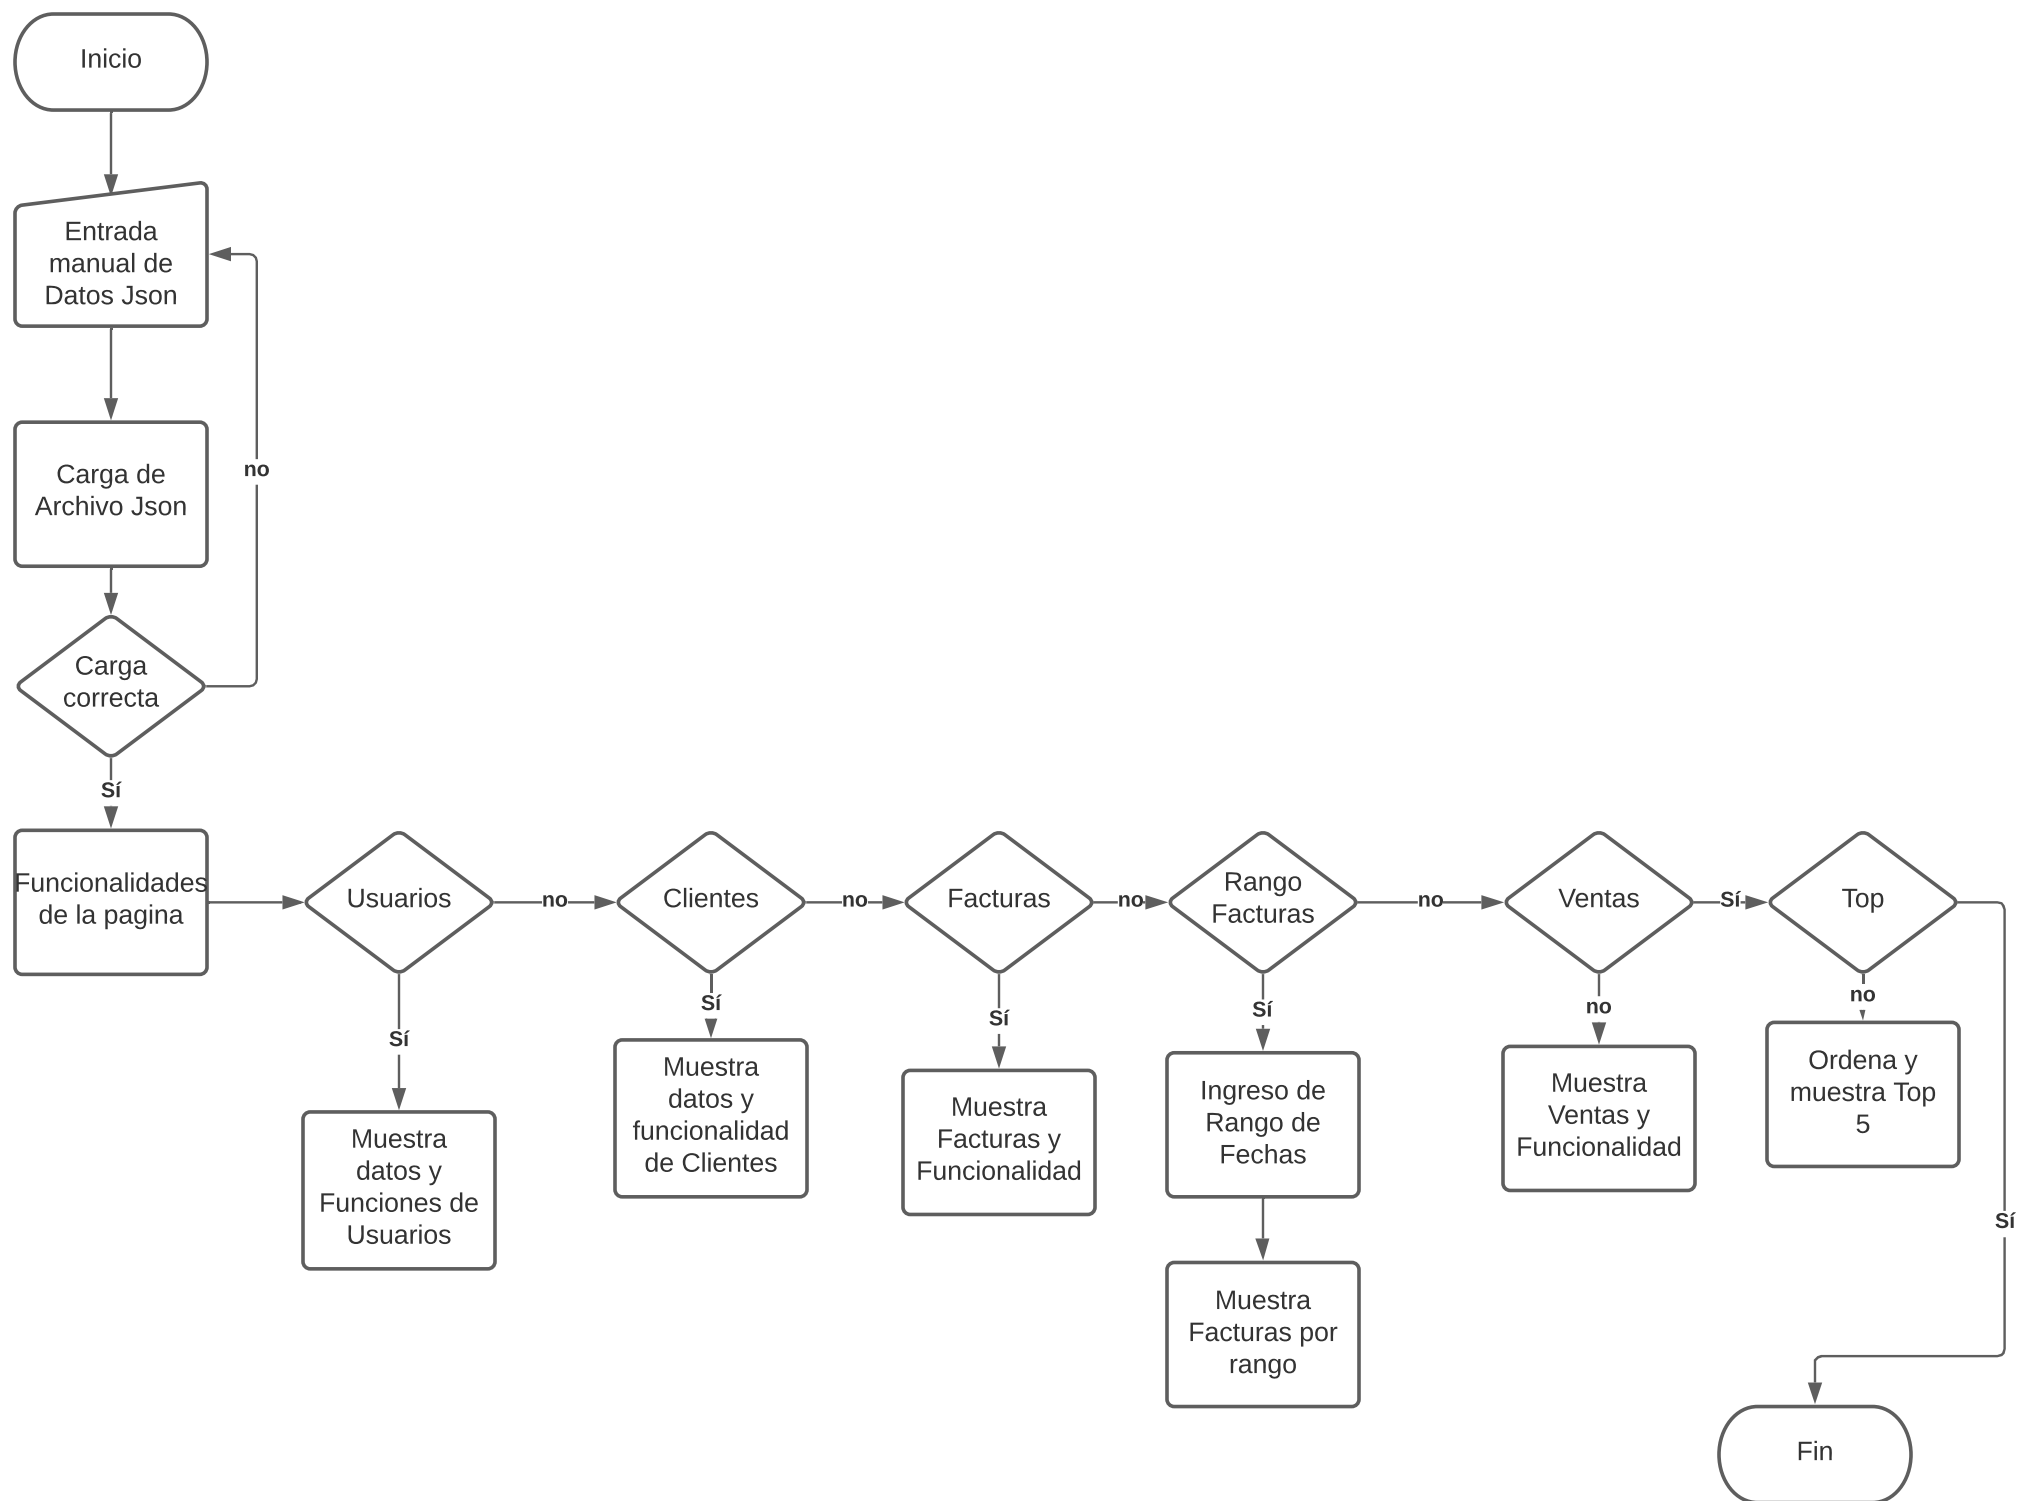 Inicio
Entrada
manual de
Datos Json
no
Carga de
Archivo Json
Carga
correcta
Sí
Funcionalidades
de la pagina
Usuarios
no
Clientes
no
Facturas
no
Rango
Facturas
no
Ventas
Sí
Top
Sí
Muestra
datos y
Funciones de
Usuarios
Sí
Muestra
datos y
funcionalidad
de Clientes
Sí
Muestra
Facturas y
Funcionalidad
Sí
Ingreso de
Rango de
Fechas
Muestra
Facturas por
rango
no
Muestra
Ventas y
Funcionalidad
no
Ordena y
muestra Top
5
Sí
Fin